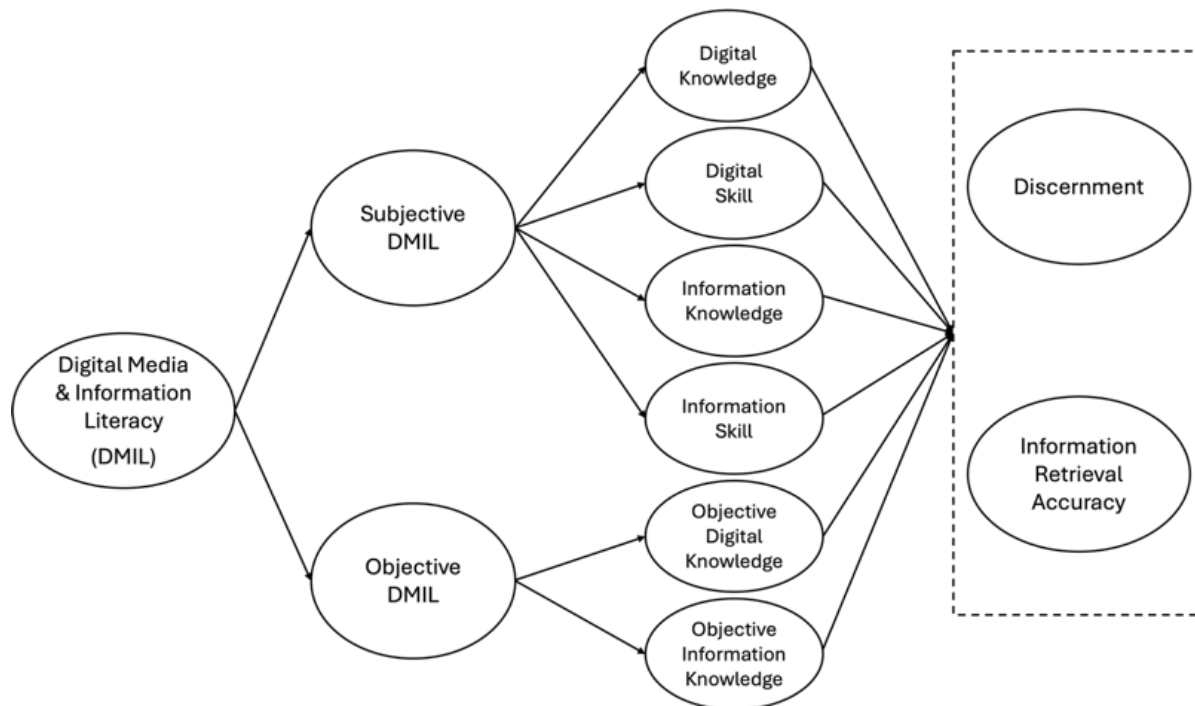 Digital Media
& Information
Literacy
(DMIL)
Subjective
DMIL
Objective
DMIL
Digital
Knowledge
Digital
Skill
Information
Knowledge
Information
Skill
Objective
Digital
Knowledge
Objective
Information
Knowledge
Discernment
Information
Retrieval
Accuracy